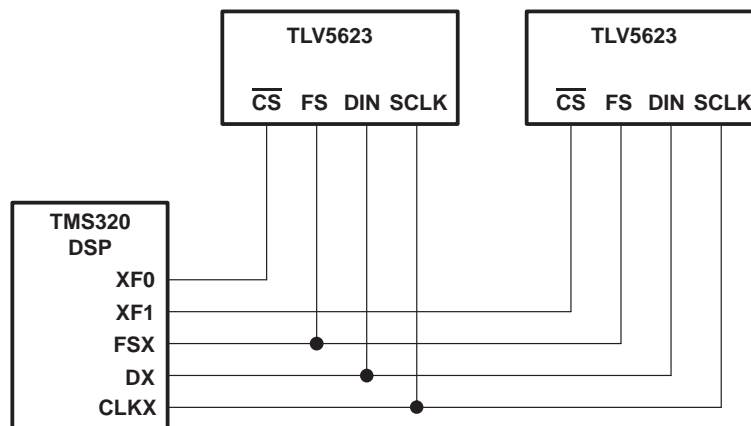 TLV5623
TLV5623
CS FS DIN SCLK
CS FS DIN SCLK
TMS320
DSP
XF0
XF1
FSX
DX
CLKX